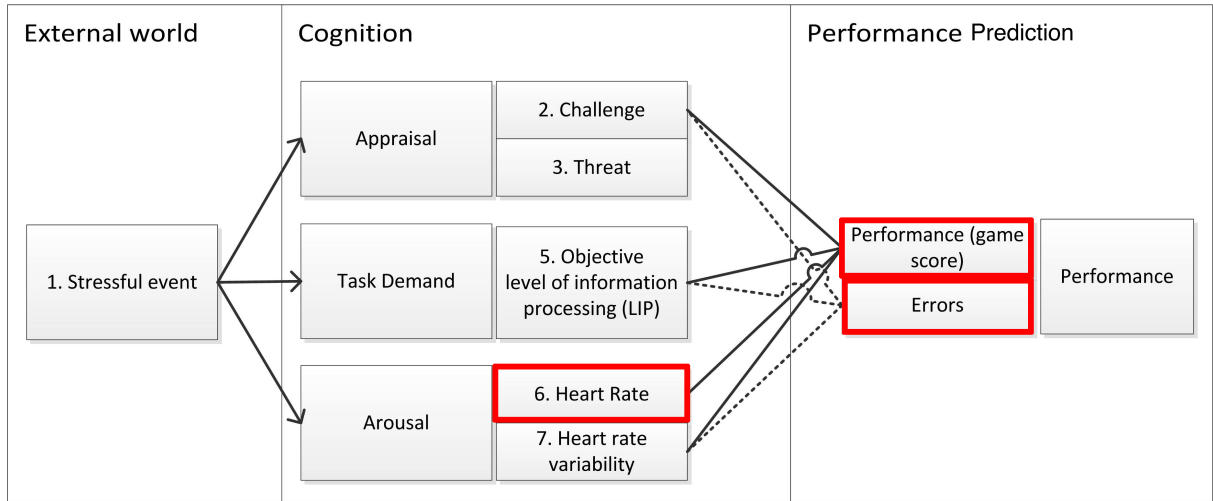 External world
Cognition
Performance Prediction
1. Stressful event
Appraisal
2. Challenge
3. Threat
Task Demand
5. Objective
level of information
processing (LIP)
Arousal
6. Heart Rate
7. Heart rate
variability
Performance (game
score)
Errors
Performance